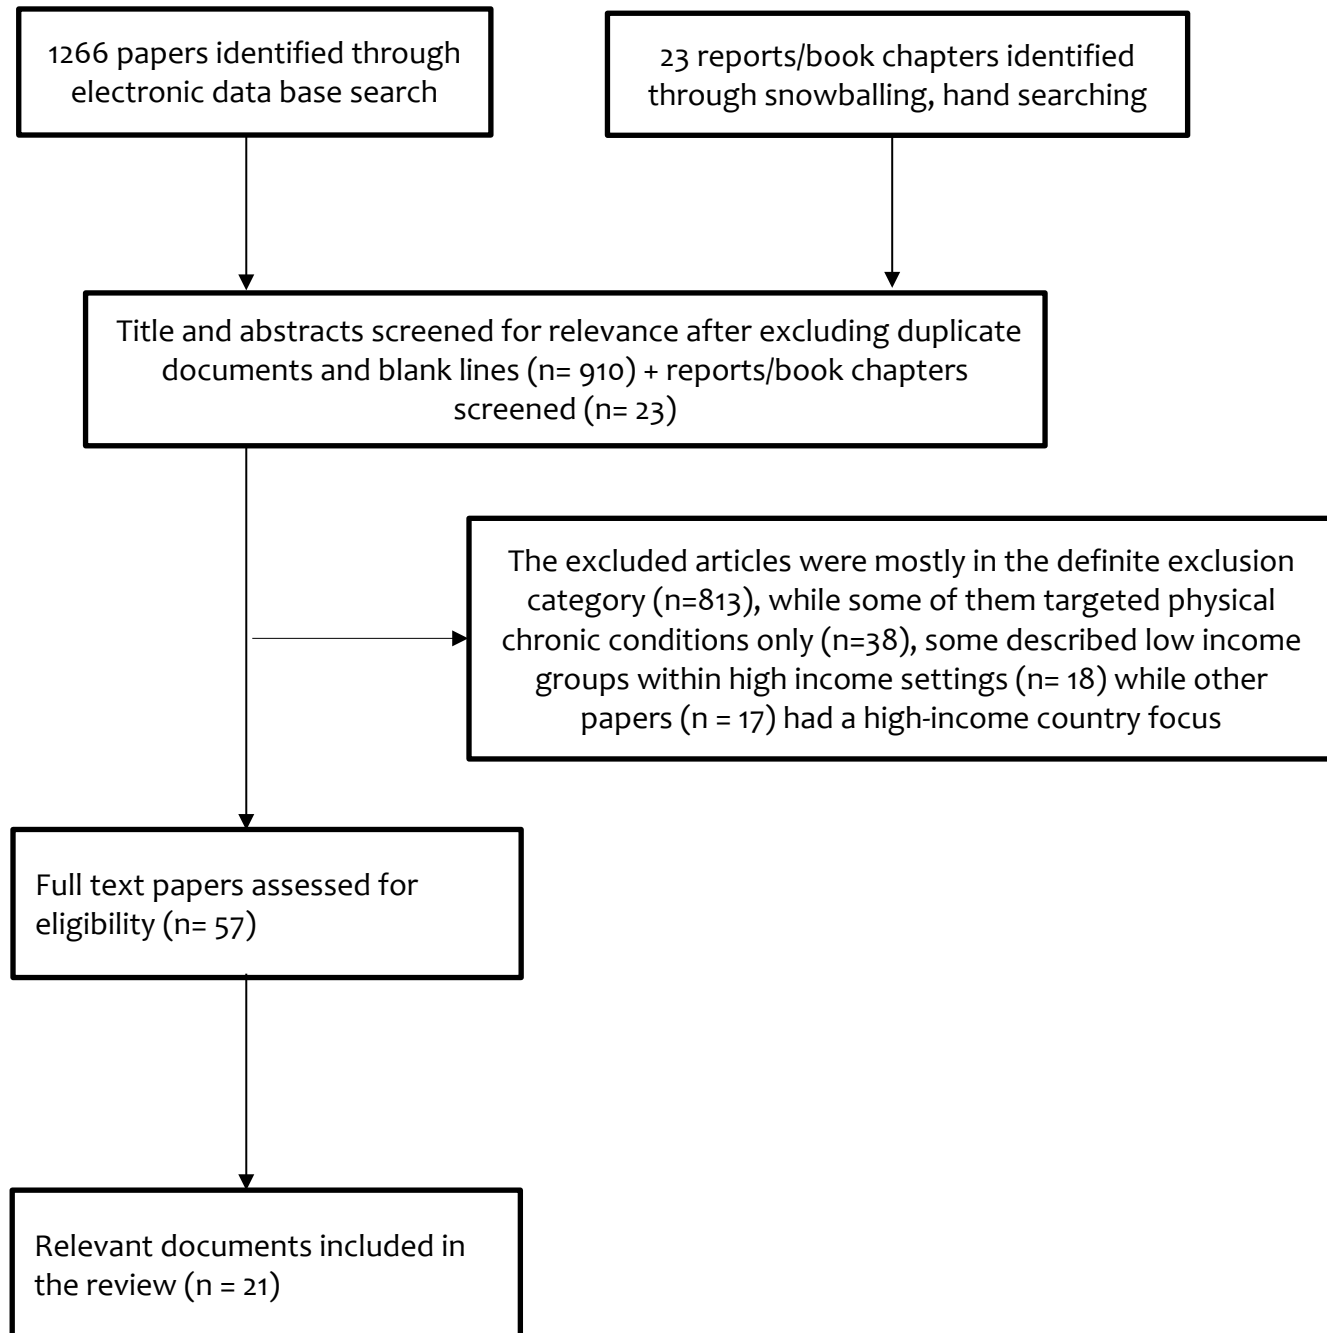 1266 papers identified through
electronic data base search
23 reports/book chapters identified
through snowballing, hand searching
Title and abstracts screened for relevance after excluding duplicate
documents and blank lines (n= 910) + reports/book chapters
screened (n= 23)
The excluded articles were mostly in the definite exclusion
category (n=813), while some of them targeted physical
chronic conditions only (n=38), some described low income
groups within high income settings (n= 18) while other
papers (n = 17) had a high-income country focus
Full text papers assessed for
eligibility (n= 57)
Relevant documents included in
the review (n = 21)